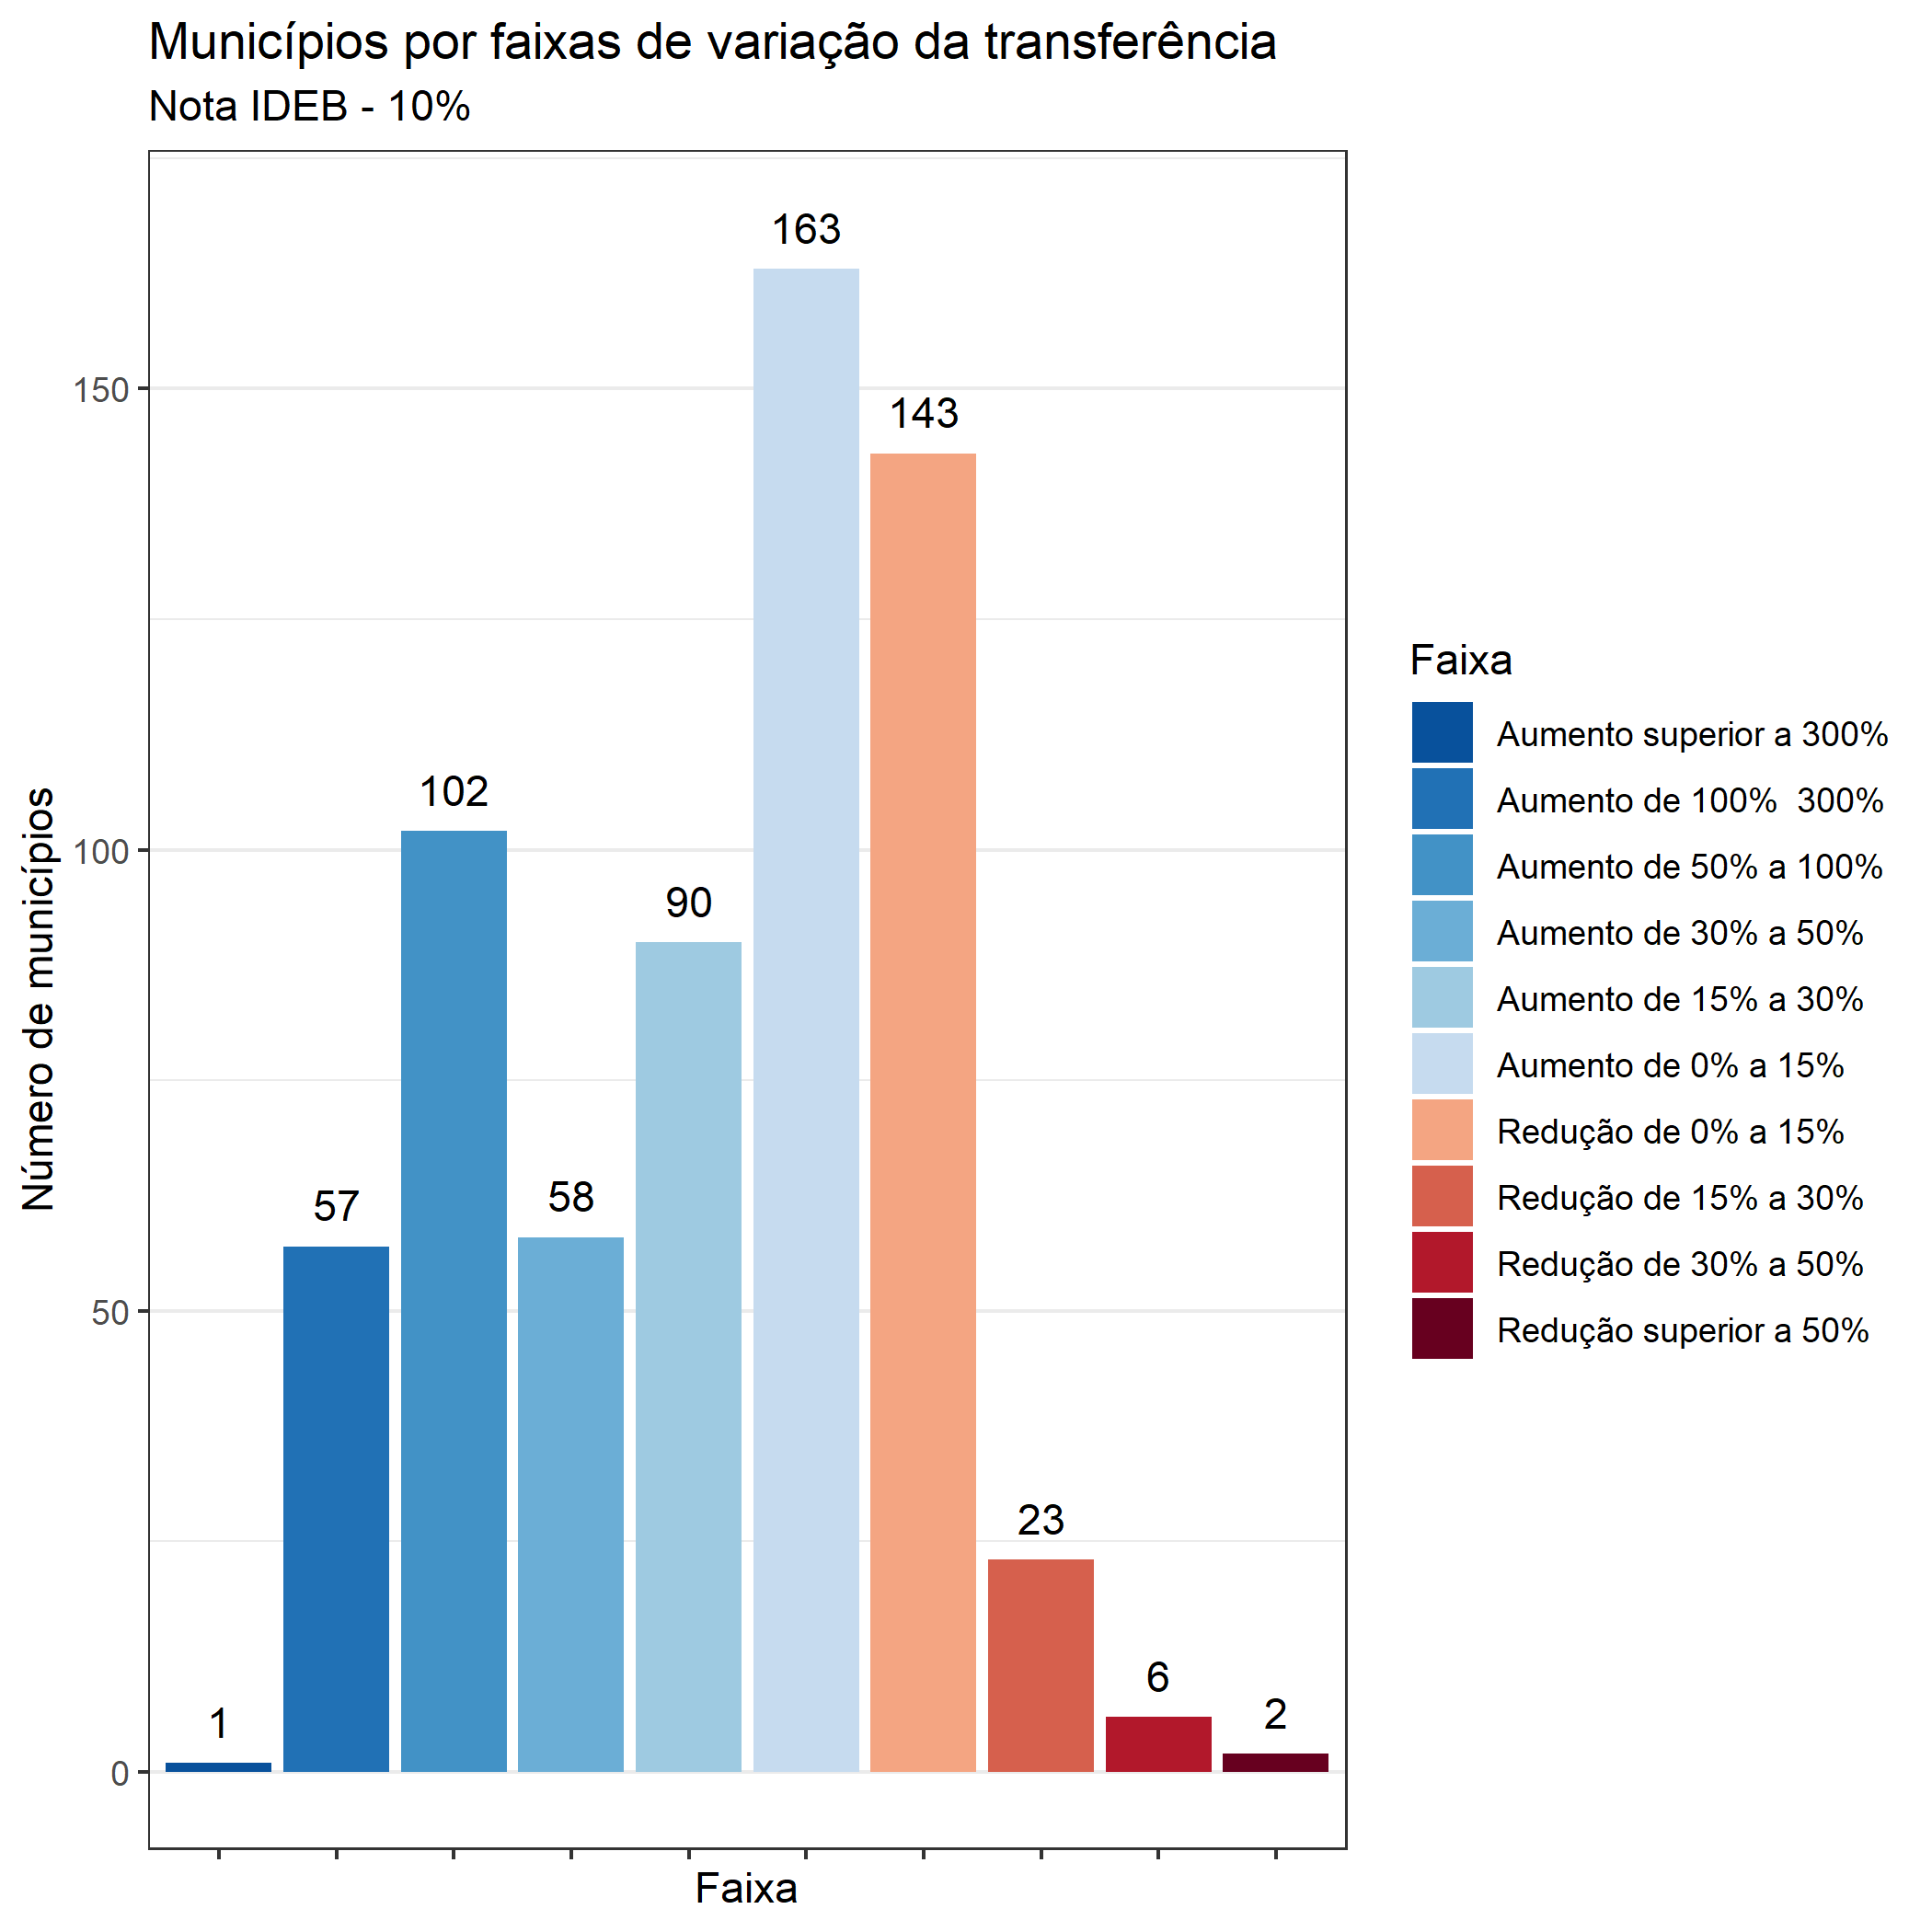 Municípios por faixas de variação da transferência
Nota IDEB - 10%
Número de municípios
150
100
50
0
1
57
102
58
90
163
143
23
6
2
Faixa
Faixa
Aumento superior a 300%
Aumento de 100%  300%
Aumento de 50% a 100%
Aumento de 30% a 50%
Aumento de 15% a 30%
Aumento de 0% a 15%
Redução de 0% a 15%
Redução de 15% a 30%
Redução de 30% a 50%
Redução superior a 50%